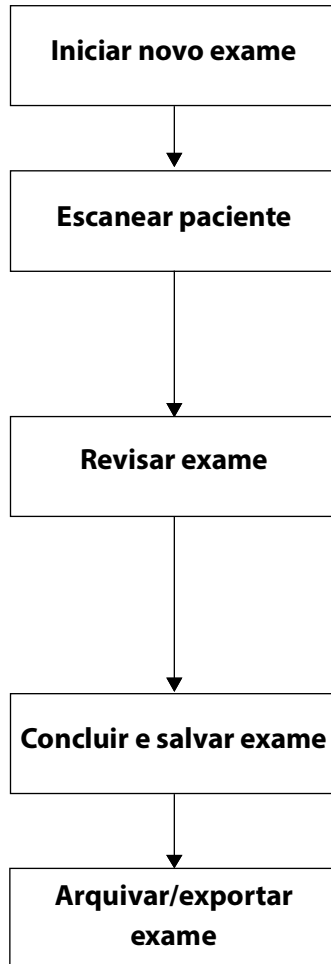 Iniciar novo exame
Escanear paciente
Revisar exame
Concluir e salvar exame
Arquivar/exportar
exame